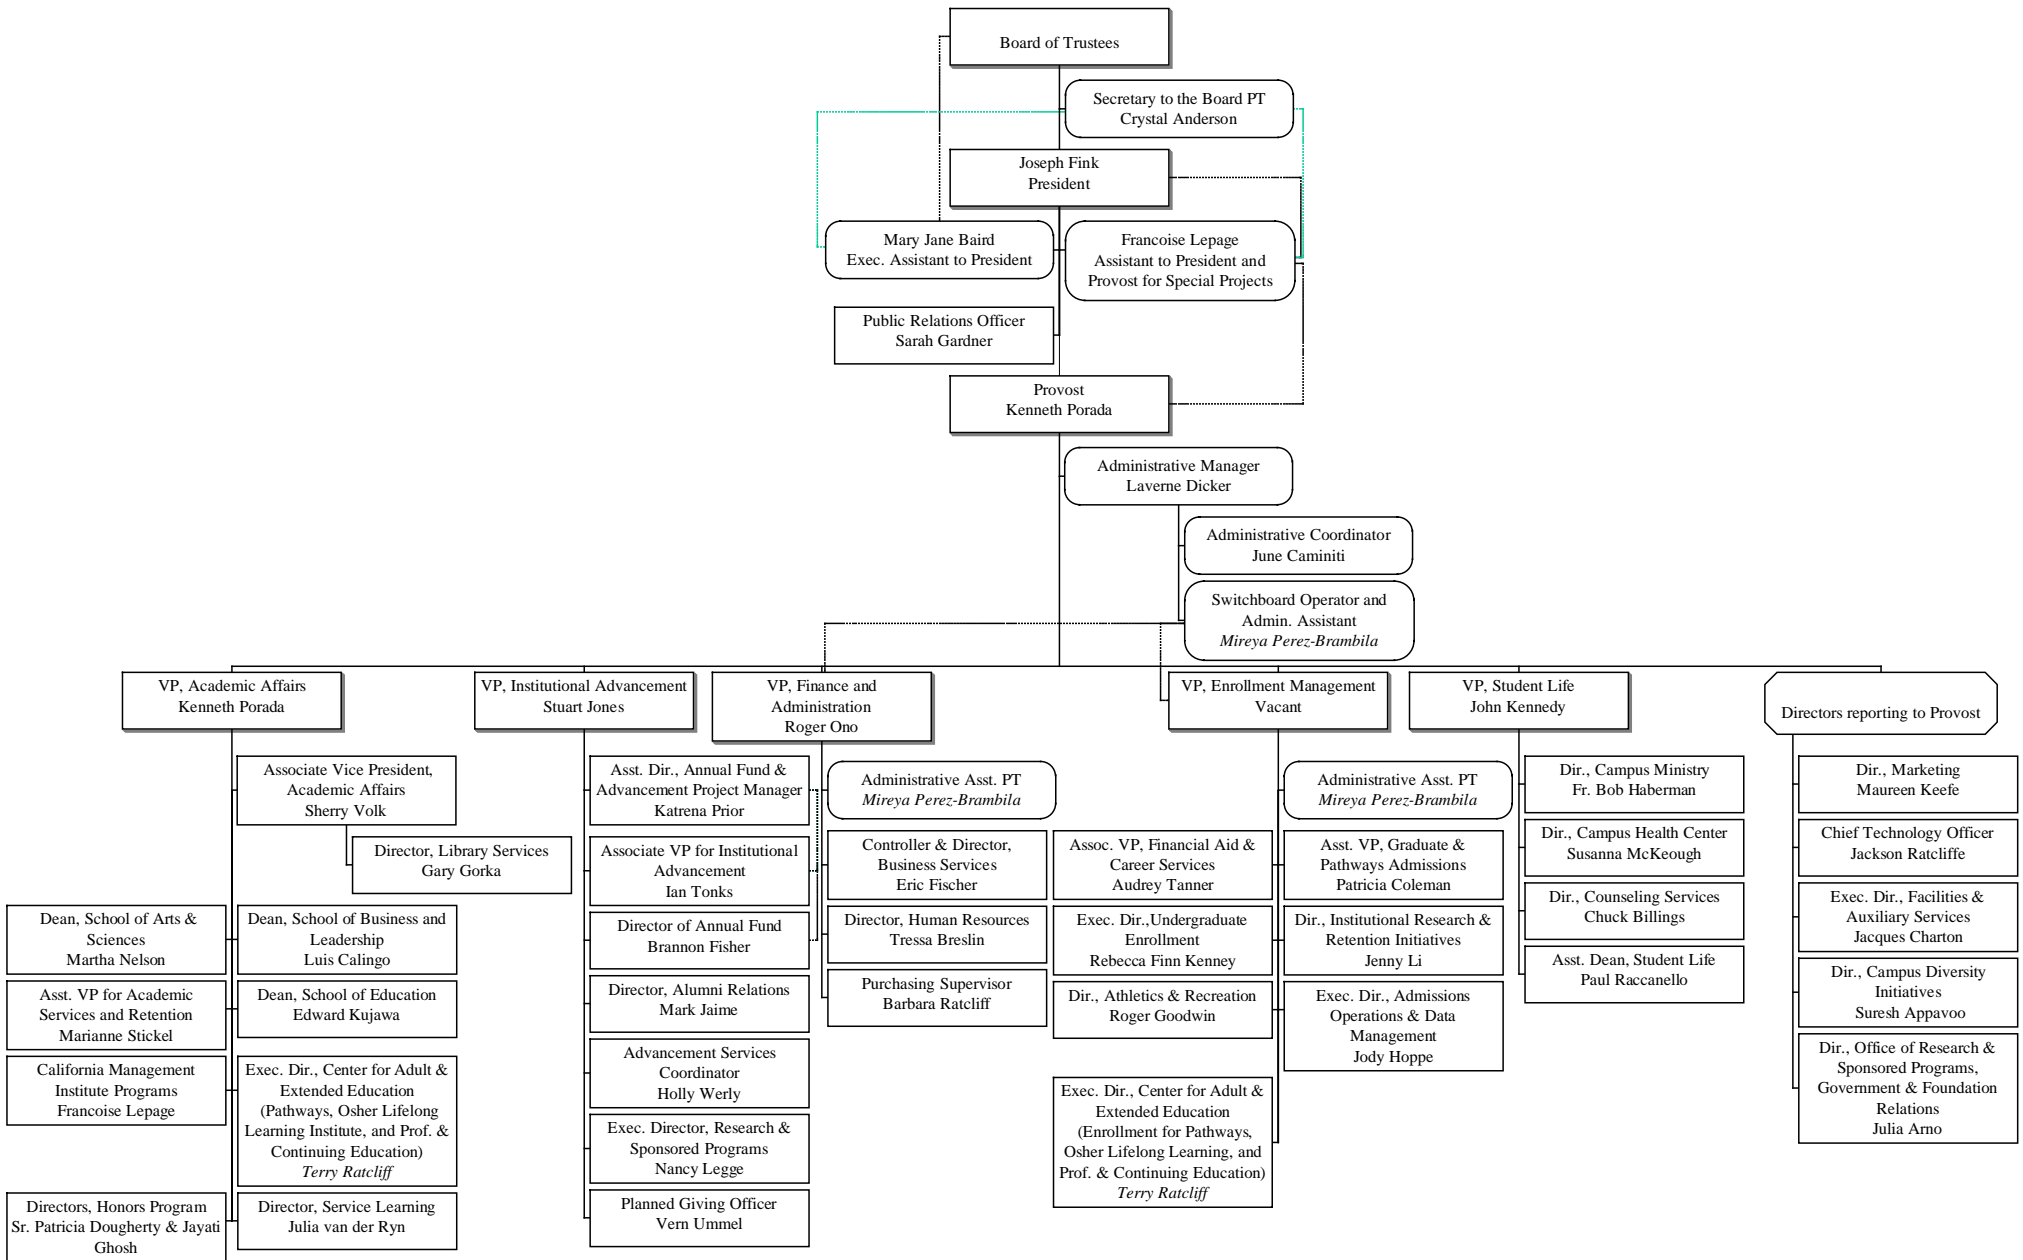 Board of Trustees
Secretary to the Board PT
Crystal Anderson
Joseph Fink
President
Mary Jane Baird
Exec. Assistant to President
Francoise Lepage
Assistant to President and
Provost for Special Projects
Public Relations Officer
Sarah Gardner
Provost
Kenneth Porada
Administrative Manager
Laverne Dicker
Administrative Coordinator
June Caminiti
Switchboard Operator and
Admin. Assistant
Mireya Perez-Brambila
VP, Academic Affairs
Kenneth Porada
Associate Vice President,
Academic Affairs
Sherry Volk
Director, Library Services
Gary Gorka
Dean, School of Arts &
Sciences
Martha Nelson
Dean, School of Business and
Leadership
Luis Calingo
Asst. VP for Academic
Services and Retention
Marianne Stickel
Dean, School of Education
Edward Kujawa
California Management
Institute Programs
Francoise Lepage
Exec. Dir., Center for Adult &
Extended Education
(Pathways, Osher Lifelong
Learning Institute, and Prof. &
Continuing Education)
Terry Ratcliff
Directors, Honors Program
Sr. Patricia Dougherty & Jayati
Ghosh
Director, Service Learning
Julia van der Ryn
VP, Institutional Advancement
Stuart Jones
Asst. Dir., Annual Fund &
Advancement Project Manager
Katrena Prior
Associate VP for Institutional
Advancement
Ian Tonks
Director of Annual Fund
Brannon Fisher
Director, Alumni Relations
Mark Jaime
Advancement Services
Coordinator
Holly Werly
Exec. Director, Research &
Sponsored Programs
Nancy Legge
Planned Giving Officer
Vern Ummel
VP, Finance and
Administration
Roger Ono
Administrative Asst. PT
Mireya Perez-Brambila
Controller & Director,
Business Services
Eric Fischer
Director, Human Resources
Tressa Breslin
Purchasing Supervisor
Barbara Ratcliff
VP, Enrollment Management
Vacant
Administrative Asst. PT
Mireya Perez-Brambila
Assoc. VP, Financial Aid &
Career Services
Audrey Tanner
Asst. VP, Graduate &
Pathways Admissions
Patricia Coleman
Exec. Dir.,Undergraduate
Enrollment
Rebecca Finn Kenney
Dir., Institutional Research &
Retention Initiatives
Jenny Li
Dir., Athletics & Recreation
Roger Goodwin
Exec. Dir., Admissions
Operations & Data
Management
Jody Hoppe
Exec. Dir., Center for Adult &
Extended Education
(Enrollment for Pathways,
Osher Lifelong Learning, and
Prof. & Continuing Education)
Terry Ratcliff
VP, Student Life
John Kennedy
Dir., Campus Ministry
Fr. Bob Haberman
Dir., Campus Health Center
Susanna McKeough
Dir., Counseling Services
Chuck Billings
Asst. Dean, Student Life
Paul Raccanello
Directors reporting to Provost
Dir., Marketing
Maureen Keefe
Chief Technology Officer
Jackson Ratcliffe
Exec. Dir., Facilities &
Auxiliary Services
Jacques Charton
Dir., Campus Diversity
Initiatives
Suresh Appavoo
Dir., Office of Research &
Sponsored Programs,
Government & Foundation
Relations
Julia Arno